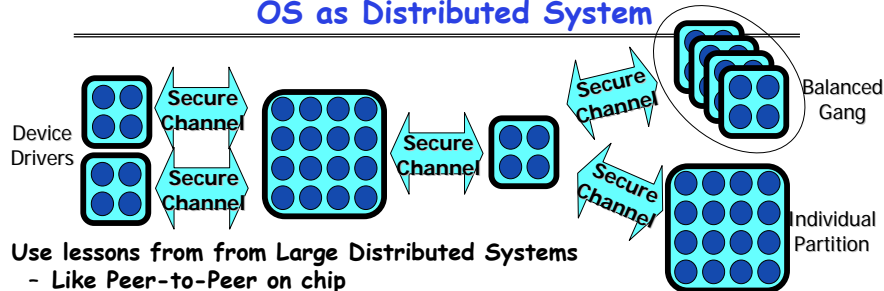 OS as Distributed System
Secure
Channel
Secure
Channel
Device
Drivers
Secure
Channel
Secure
Channel
Balanced
Gang
Secure
Channel
Individual
Partition
Use lessons from from Large Distributed Systems
– Like Peer-to-Peer on chip